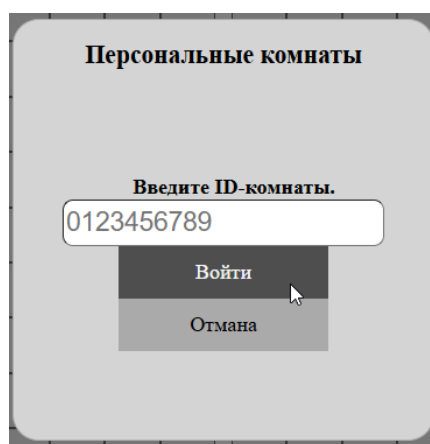 Персональные комнаты
Введите ID-комнаты.
0123456789
Войти
Отмана